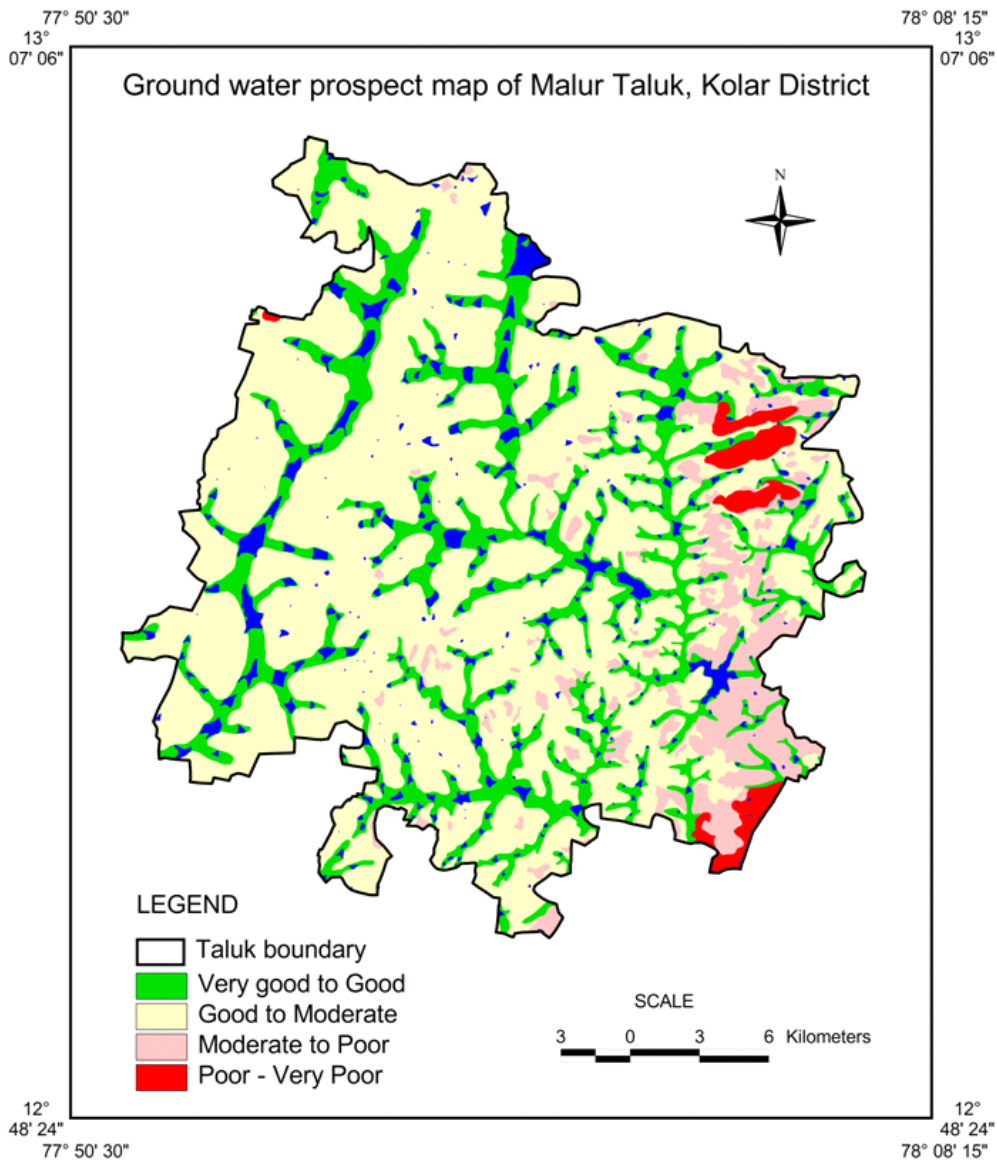 77° 50' 30" 78° 08' 15"
13° 13°
07' 06" 07' 06"
Ground water prospect map of Malur Taluk, Kolar District
N
LEGEND
Taluk boundary
Very good to Good
Good to Moderate
Moderate to Poor
Poor - Very Poor
SCALE
3 0 3 6 Kilometers
12° 12°
48' 24" 48' 24"
77° 50' 30" 78° 08' 15"